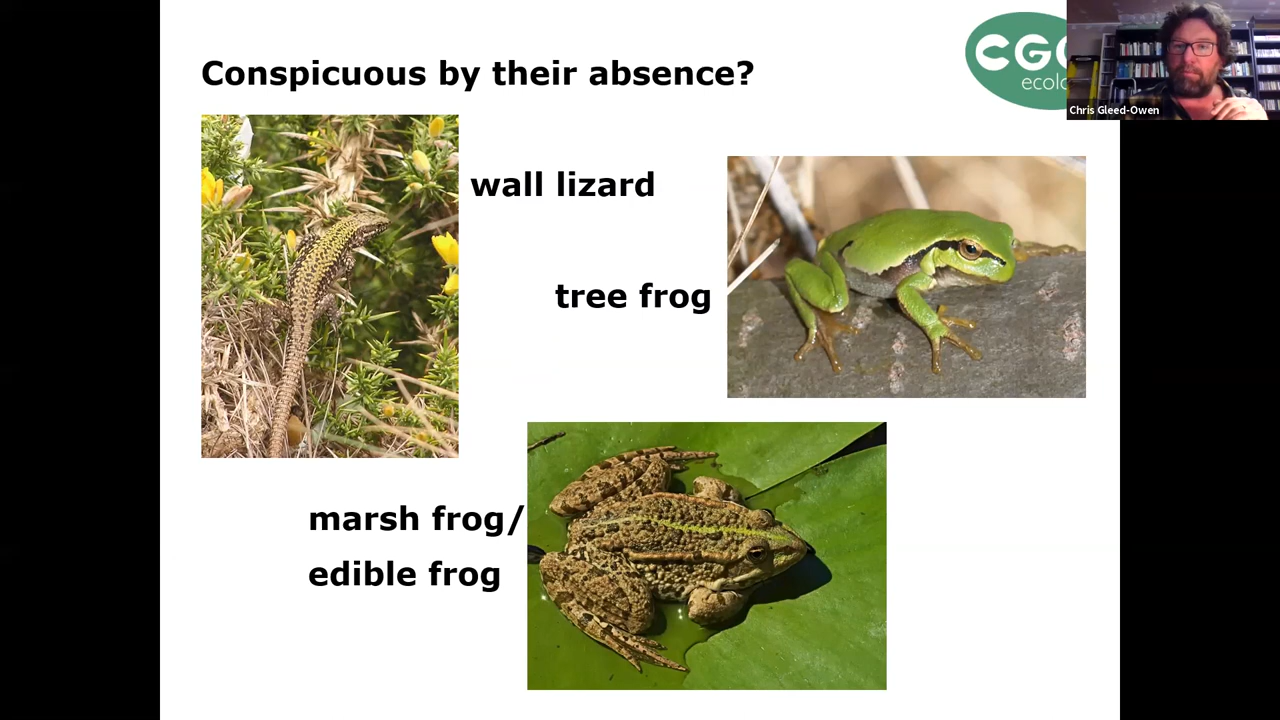 Conspicuous by their absence?
Chris Gleed-Owen
wall lizard
tree frog
marsh frog/
edible frog